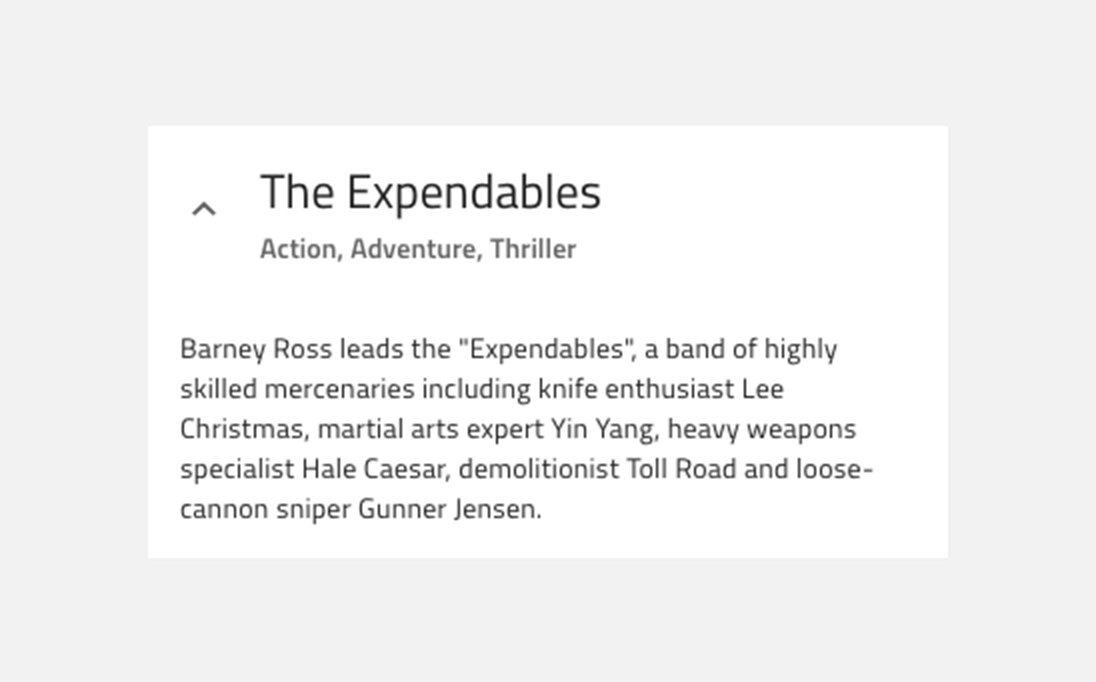 The Expendables
Action, Adventure, Thriller
Barney Ross leads the "Expendables", a band of highly
skilled mercenaries including knife enthusiast Lee
Christmas, martial arts expert Yin Yang, heavy weapons
specialist Hale Caesar, demolitionist Toll Road and loose-
cannon sniper Gunner Jensen.